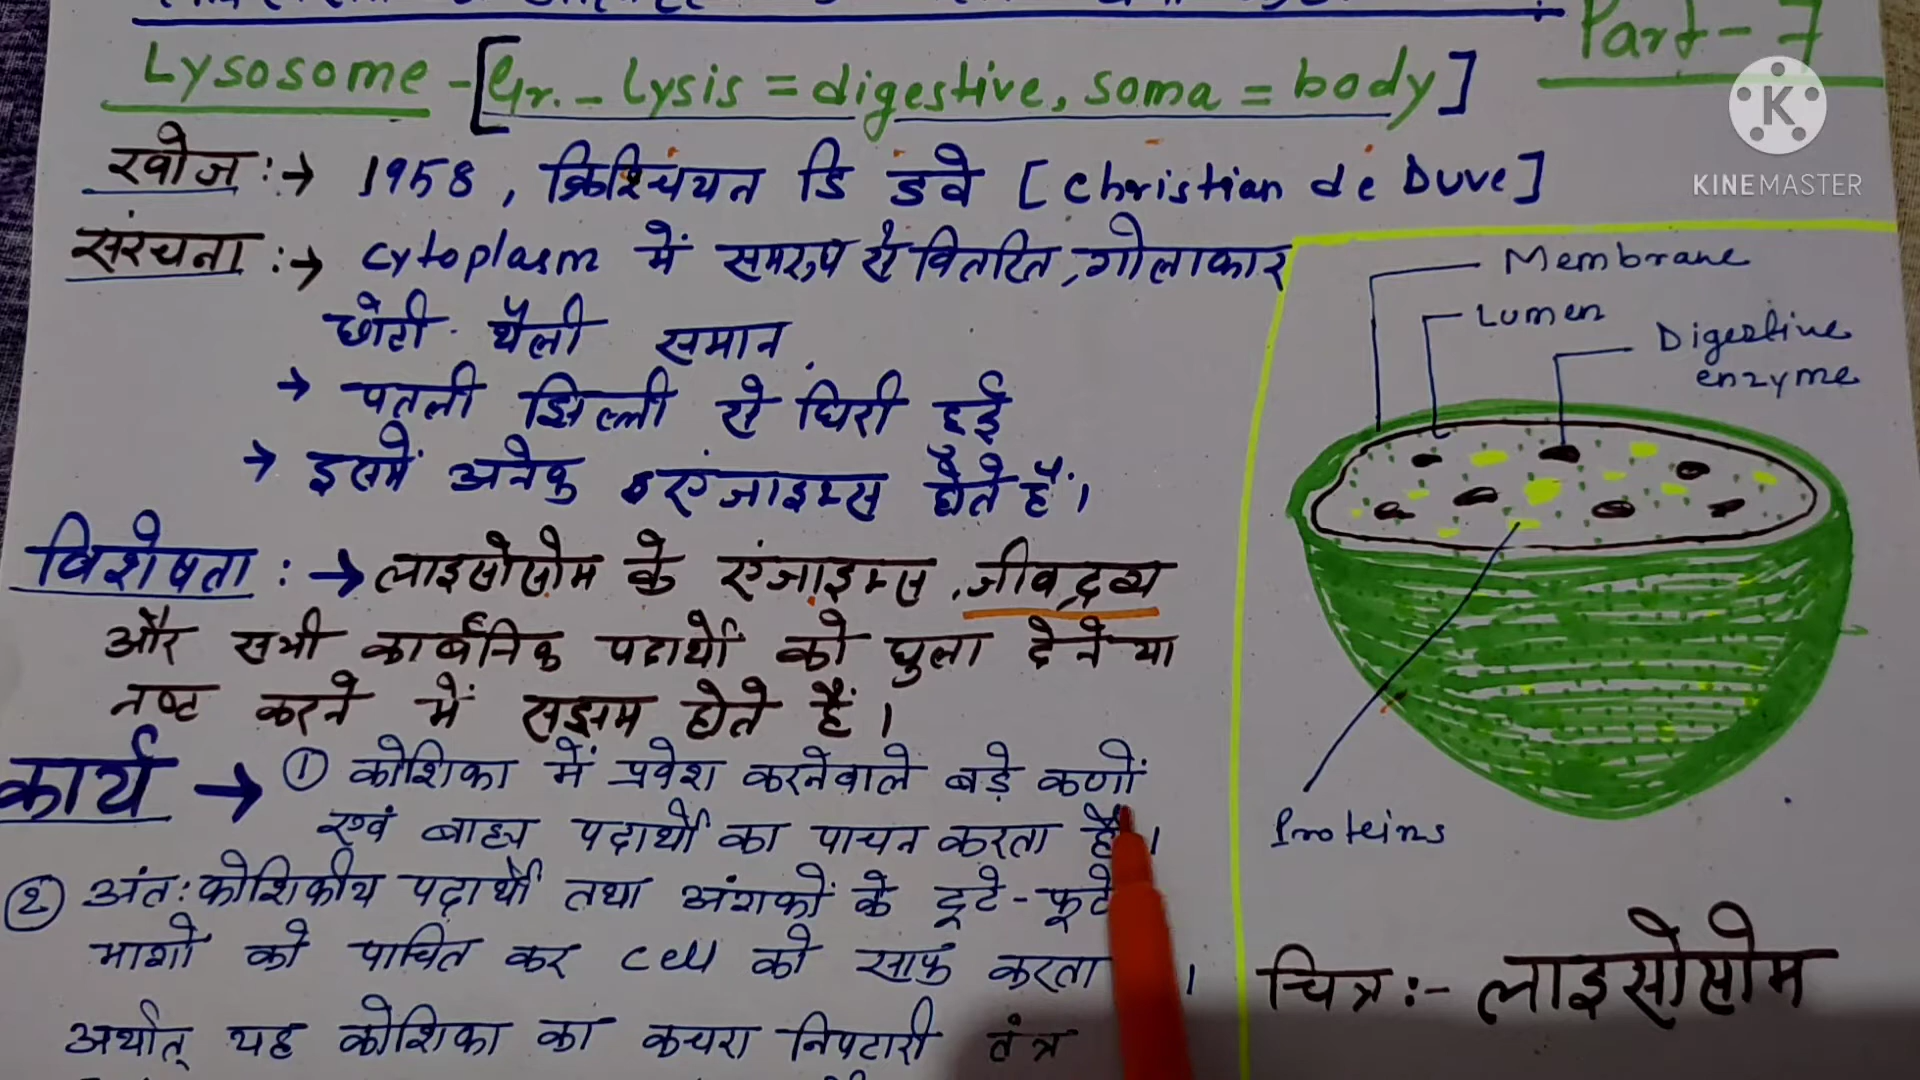 Part - 7
Lysosome - [Gr. - lysis = digestive, soma = body]
KINEMASTER
खोज :→ 1958, क्रिश्चियन डि डवे [Christian de Duve]
संरचना :→ cytoplasm में समरुप से वितरित, गोलाकार
छोटी थैली समान
→ पतली झिल्ली से घिरी हुई
→ इसमें अनेक एंजाइम्स होते हैं।
विशेषता :→ लाइसोसोम के एंजाइम्स, जीवद्रव्य
और सभी कार्बनिक पदार्थों को घुला देने या
नष्ट करने में सक्षम होते हैं।
कार्य → ① कोशिका में प्रवेश करनेवाले बड़े कणों
एवं बाह्य पदार्थों का पाचन करता है।
② अंतःकोशिकीय पदार्थों तथा अंगकों के टूटे-फूटे
भागों को पाचित कर cell को साफ करता ।
अर्थात् यह कोशिका का कचरा निपटारी तंत्र
Membrane
Lumen
Digestive
enzyme
Proteins
चित्र :- लाइसोसोम